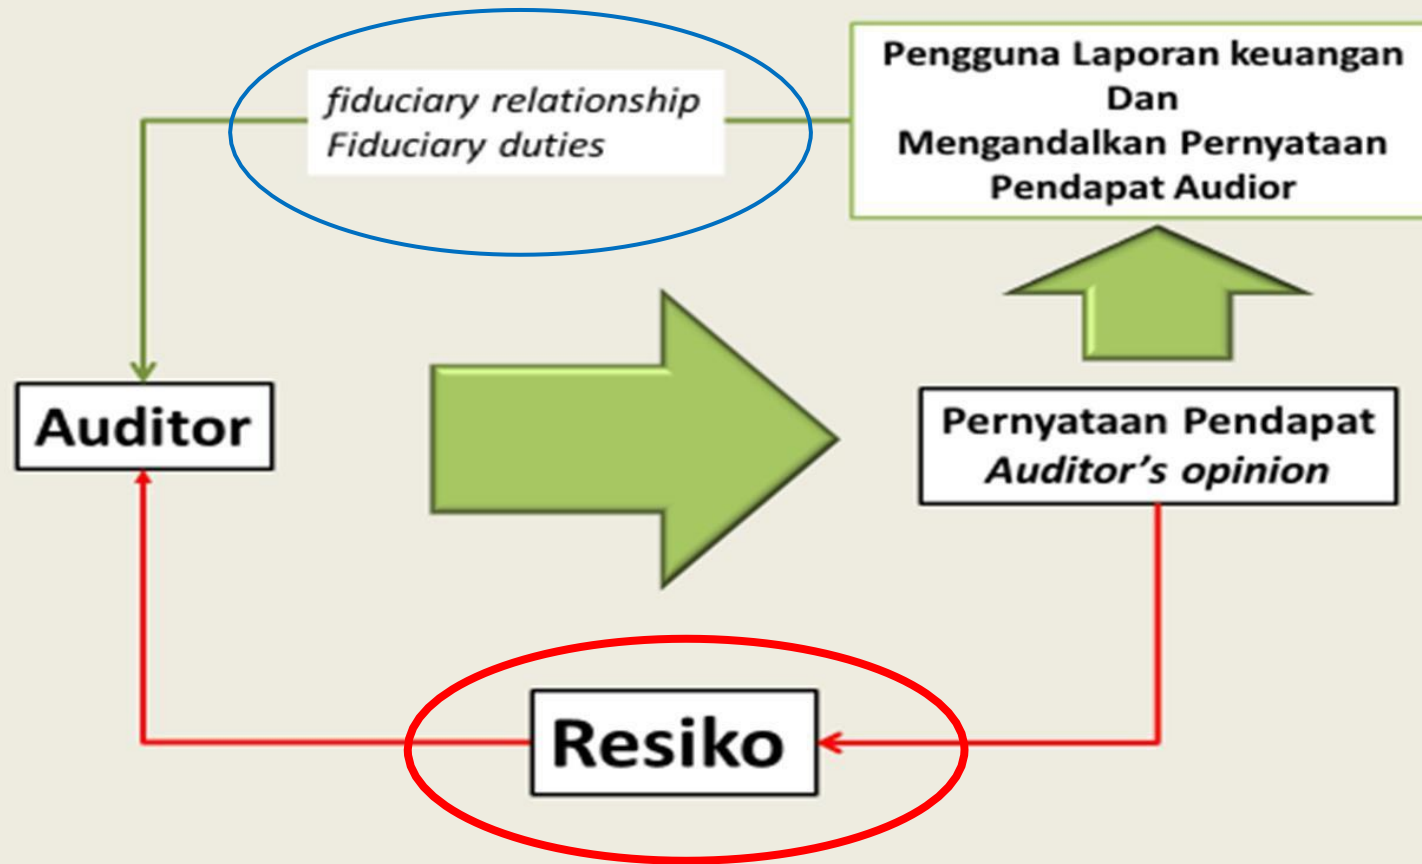 fiduciary relationship
Fiduciary duties
Pengguna Laporan keuangan
Dan
Mengandalkan Pernyataan
Pendapat Audior
Auditor
Pernyataan Pendapat
Auditor’s opinion
Resiko